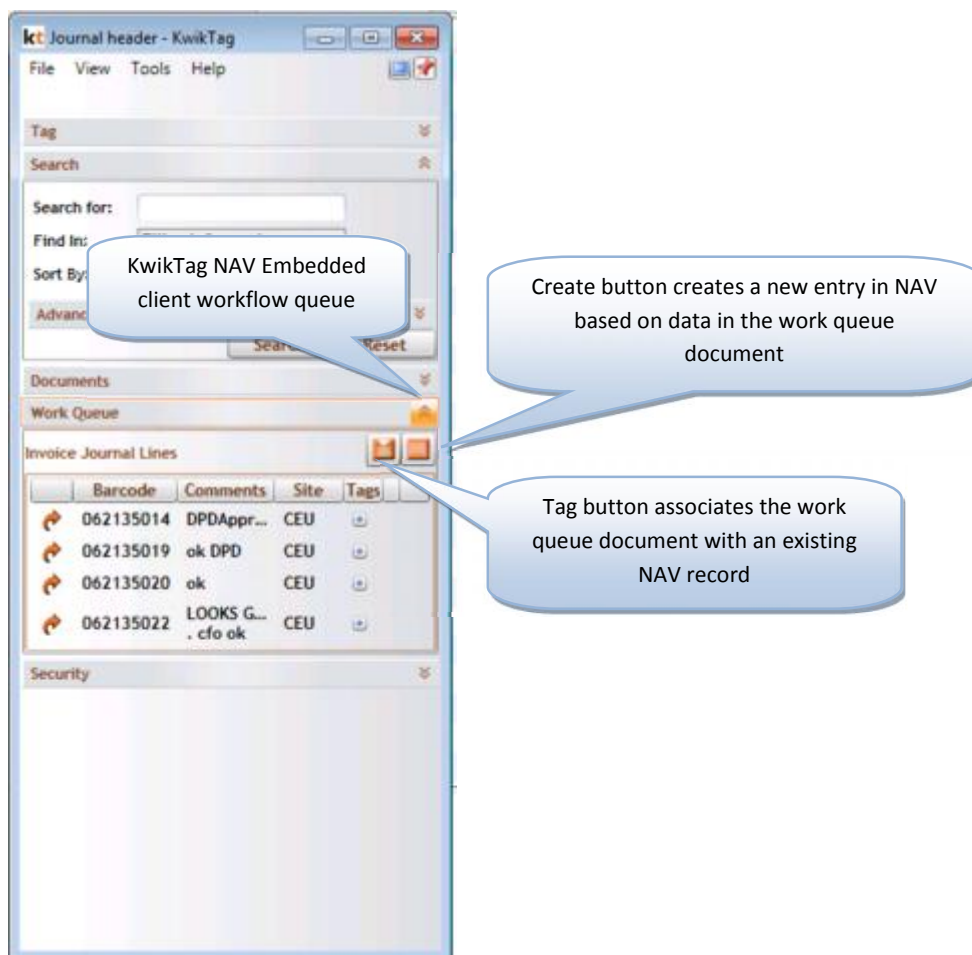 kt Journal header - KwikTag
File View Tools Help
Tag
Search
Search for:
Find In:
Sort By:
KwikTag NAV Embedded
client workflow queue
Create button creates a new entry in NAV
based on data in the work queue
document
Reset
Documents
Work Queue
Invoice Journal Lines
Barcode Comments Site Tags
062135014 DPDAppr... CEU
062135019 ok DPD CEU
062135020 ok CEU
062135022 LOOKS G... CEU
. cfo ok
Tag button associates the work
queue document with an existing
NAV record
Security